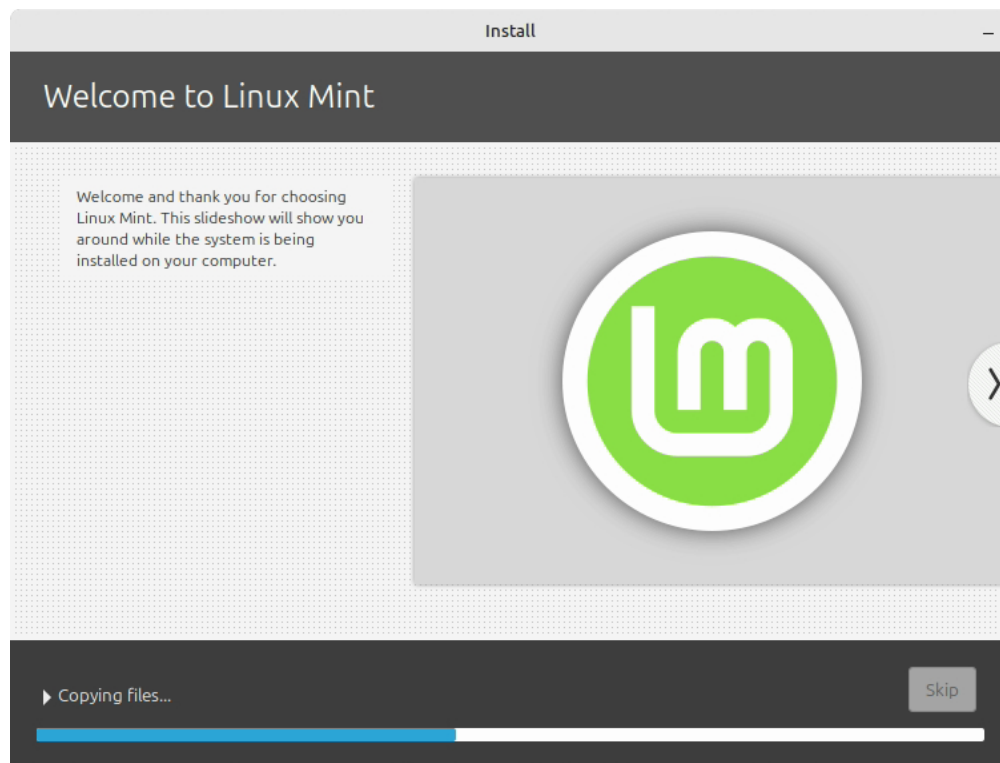 Install
Welcome to Linux Mint
Welcome and thank you for choosing
Linux Mint. This slideshow will show you
around while the system is being
installed on your computer.
lm
Copying files...
Skip